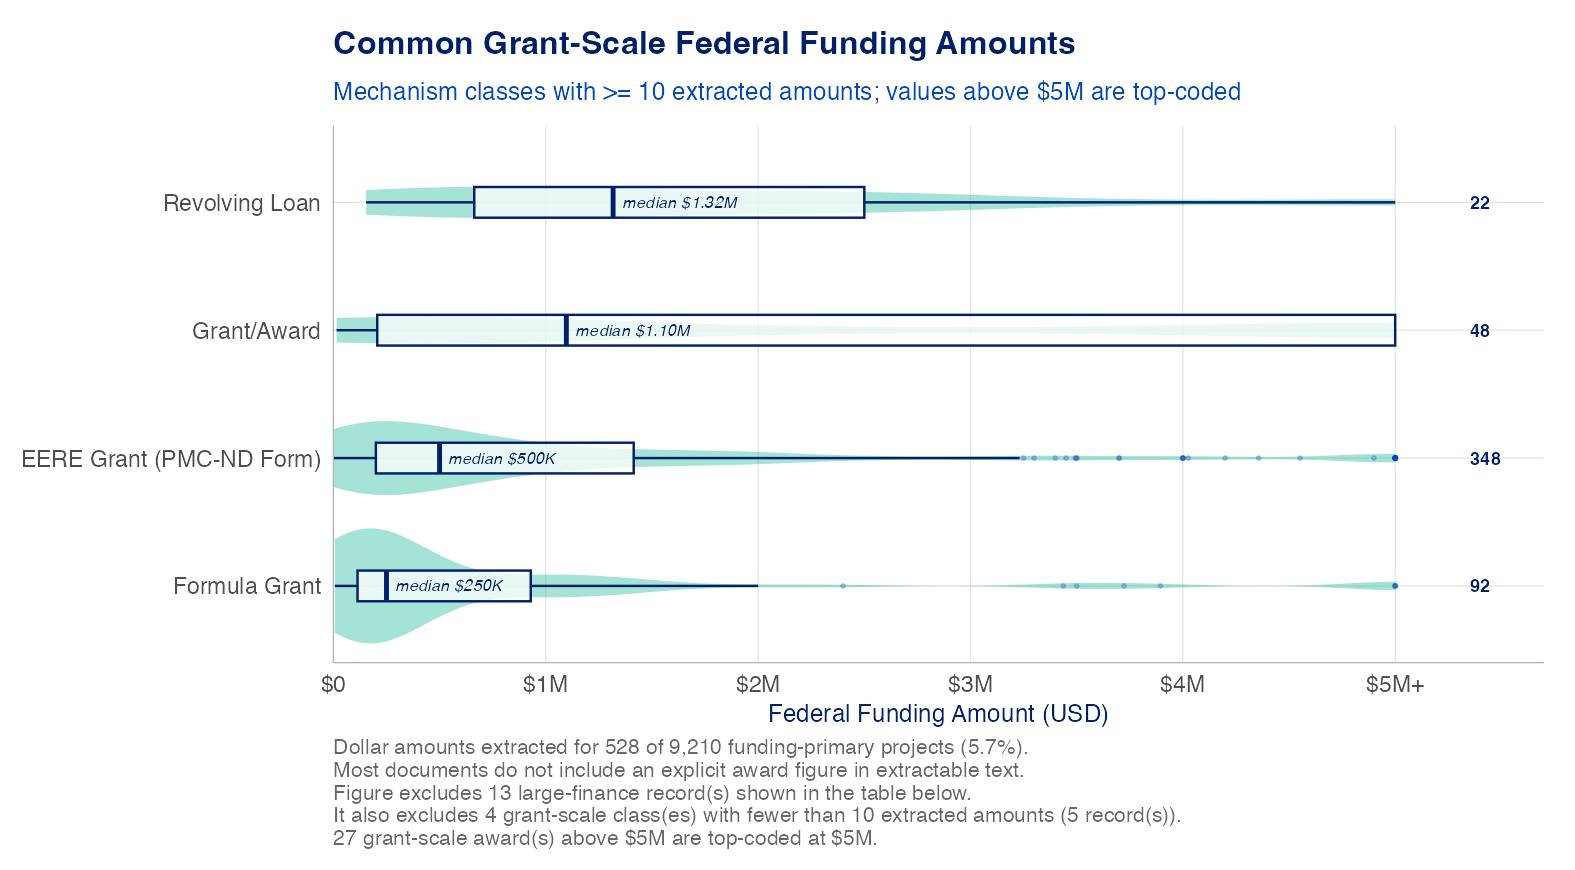 Common Grant-Scale Federal Funding Amounts
Mechanism classes with >= 10 extracted amounts; values above $5M are top-coded
Revolving Loan
median $1.32M
22
Grant/Award
median $1.10M
48
EERE Grant (PMC-ND Form)
median $500K
348
Formula Grant
median $250K
92
$0 $1M $2M $3M $4M $5M+
Federal Funding Amount (USD)
Dollar amounts extracted for 528 of 9,210 funding-primary projects (5.7%).
Most documents do not include an explicit award figure in extractable text.
Figure excludes 13 large-finance record(s) shown in the table below.
It also excludes 4 grant-scale class(es) with fewer than 10 extracted amounts (5 record(s)).
27 grant-scale award(s) above $5M are top-coded at $5M.